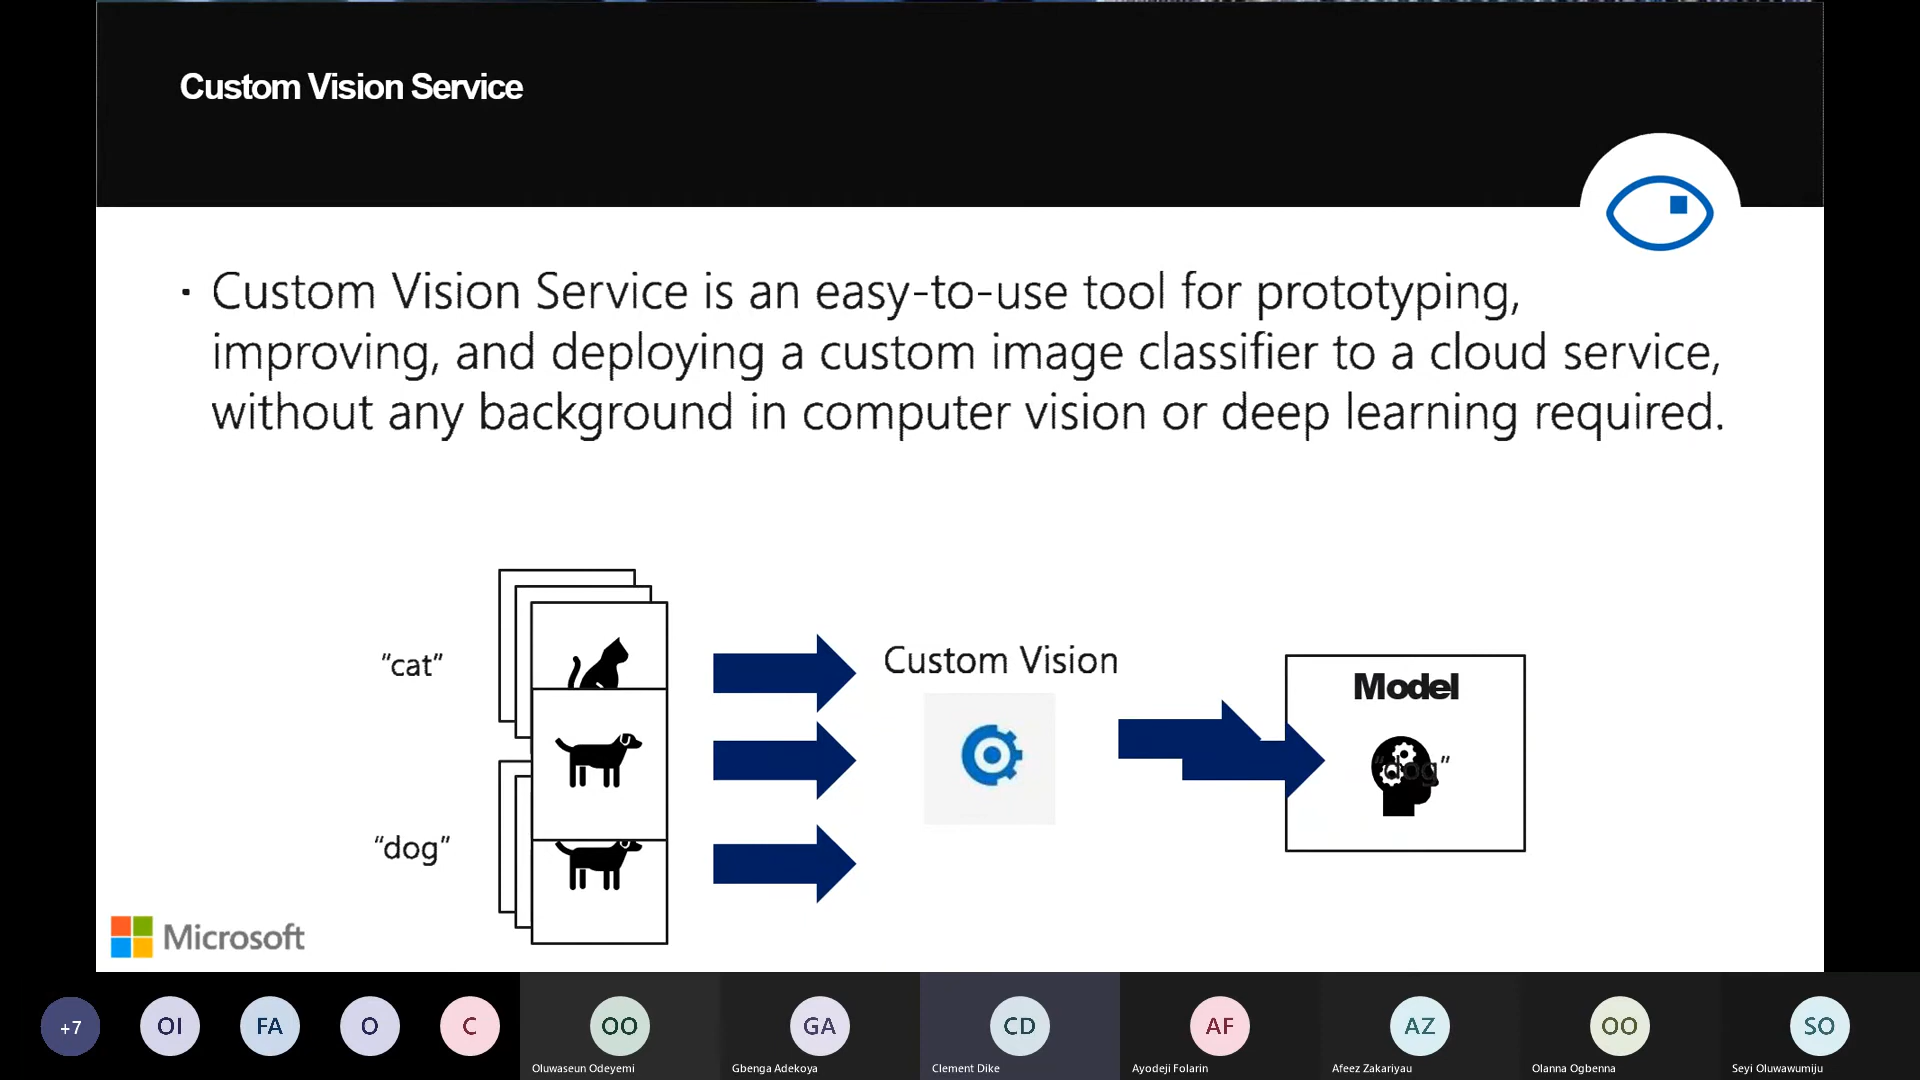 Custom Vision Service
· Custom Vision Service is an easy-to-use tool for prototyping,
improving, and deploying a custom image classifier to a cloud service,
without any background in computer vision or deep learning required.
“cat”
Custom Vision
Model
“dog”
“dog”
Microsoft
+7
OI
FA
O
C
OO
GA
CD
AF
AZ
OO
SO
Oluwaseun Odeyemi
Gbenga Adekoya
Clement Dike
Ayodeji Folarin
Afeez Zakariyau
Olanna Ogbenna
Seyi Oluwawumiju